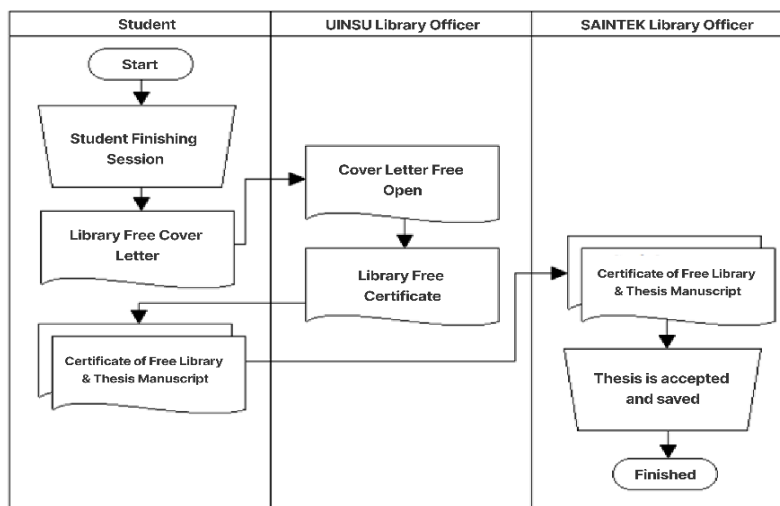 Student
UINSU Library Officer
SAINTEK Library Officer
Start
Student Finishing
Session
Library Free Cover
Letter
Certificate of Free Library
& Thesis Manuscript
Cover Letter Free
Open
Library Free
Certificate
Certificate of Free Library
& Thesis Manuscript
Thesis is accepted
and saved
Finished